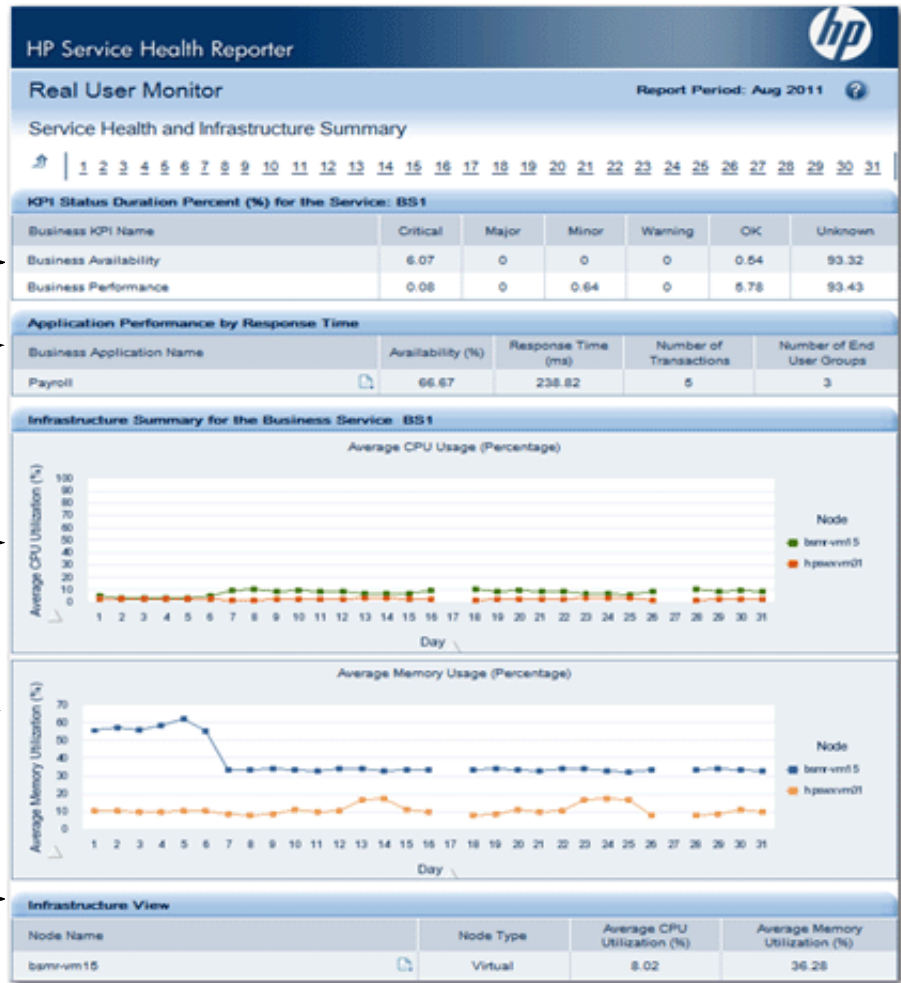 hp
HP Service Health Reporter
Real User Monitor
Report Period: Aug 2011 ?
Service Health and Infrastructure Summary
1 2 3 4 5 6 7 8 9 10 11 12 13 14 15 16 17 18 19 20 21 22 23 24 25 26 27 28 29 30 31
KPI Status Duration Percent (%) for the Service: BS1
Business KPI Name Critical Major Minor Warning OK Unknown
Business Availability 6.07 0 0 0 0.54 93.32
Business Performance 0.08 0 0.64 0 5.78 93.43
Application Performance by Response Time
Business Application Name Availability (%) Response Time (ms) Number of Transactions Number of End User Groups
Payroll 66.67 238.82 5 3
Infrastructure Summary for the Business Service BS1
Average CPU Usage (Percentage)
Average CPU Utilization (%)
100
90
80
70
60
50
40
30
20
10
0
1 2 3 4 5 6 7 8 9 10 11 12 13 14 15 16 17 18 19 20 21 22 23 24 25 26 27 28 29 30 31
Day
Node
bsmr-vm15
Average Memory Usage (Percentage)
Average Memory Utilization (%)
70
60
50
40
30
20
10
0
1 2 3 4 5 6 7 8 9 10 11 12 13 14 15 16 17 18 19 20 21 22 23 24 25 26 27 28 29 30 31
Day
Node
bsmr-vm15
Infrastructure View
Node Name Node Type Average CPU Utilization (%) Average Memory Utilization (%)
bsmr-vm15 Virtual 8.02 36.28